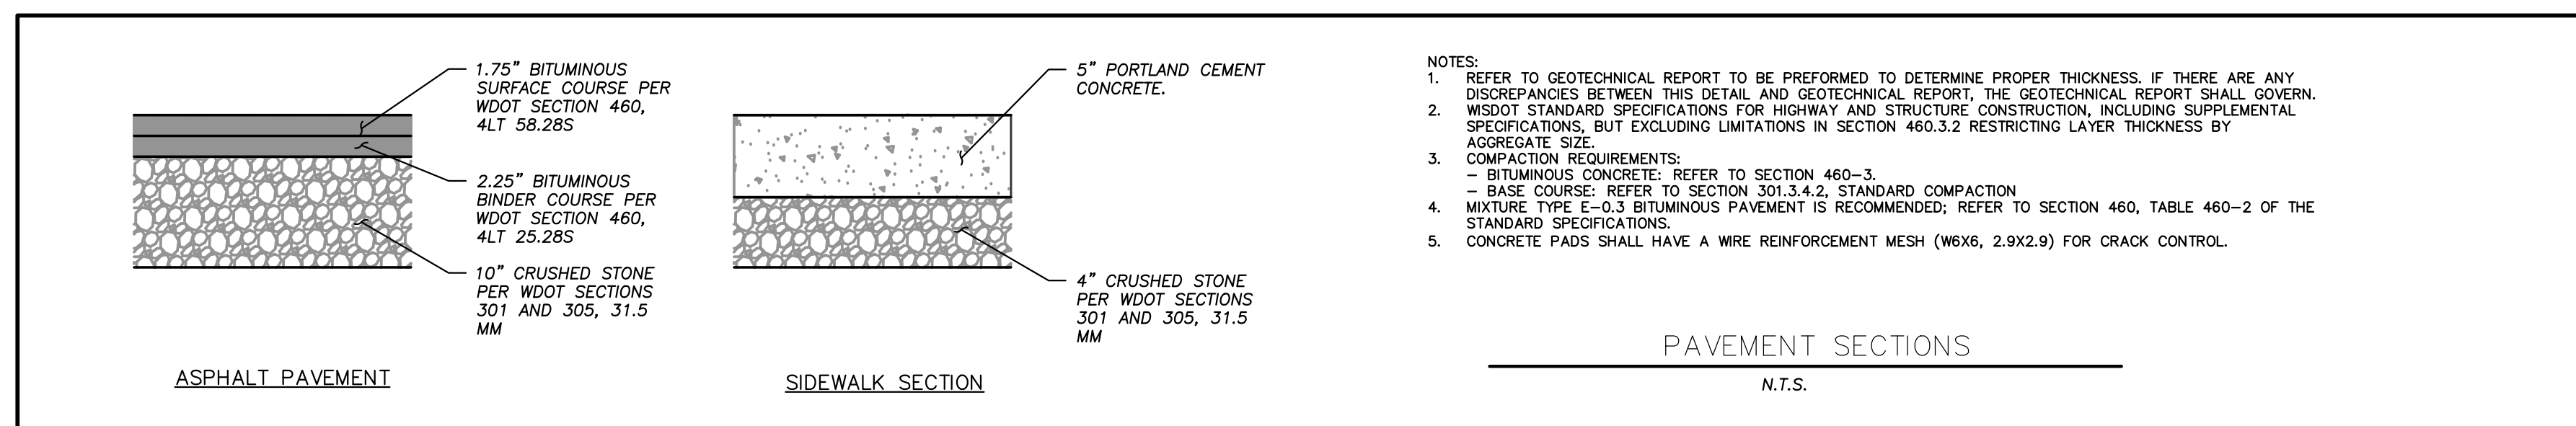 1.75" BITUMINOUS
SURFACE COURSE PER
WDOT SECTION 460,
4LT 58.28S
2.25" BITUMINOUS
BINDER COURSE PER
WDOT SECTION 460,
4LT 25.28S
10" CRUSHED STONE
PER WDOT SECTIONS
301 AND 305, 31.5
MM
ASPHALT PAVEMENT
5" PORTLAND CEMENT
CONCRETE.
4" CRUSHED STONE
PER WDOT SECTIONS
301 AND 305, 31.5
MM
SIDEWALK SECTION
NOTES:
1. REFER TO GEOTECHNICAL REPORT TO BE PREFORMED TO DETERMINE PROPER THICKNESS. IF THERE ARE ANY
DISCREPANCIES BETWEEN THIS DETAIL AND GEOTECHNICAL REPORT, THE GEOTECHNICAL REPORT SHALL GOVERN.
2. WISDOT STANDARD SPECIFICATIONS FOR HIGHWAY AND STRUCTURE CONSTRUCTION, INCLUDING SUPPLEMENTAL
SPECIFICATIONS, BUT EXCLUDING LIMITATIONS IN SECTION 460.3.2 RESTRICTING LAYER THICKNESS BY
AGGREGATE SIZE.
3. COMPACTION REQUIREMENTS:
– BITUMINOUS CONCRETE: REFER TO SECTION 460–3.
– BASE COURSE: REFER TO SECTION 301.3.4.2, STANDARD COMPACTION
4. MIXTURE TYPE E–0.3 BITUMINOUS PAVEMENT IS RECOMMENDED; REFER TO SECTION 460, TABLE 460–2 OF THE
STANDARD SPECIFICATIONS.
5. CONCRETE PADS SHALL HAVE A WIRE REINFORCEMENT MESH (W6X6, 2.9X2.9) FOR CRACK CONTROL.
PAVEMENT SECTIONS
N.T.S.